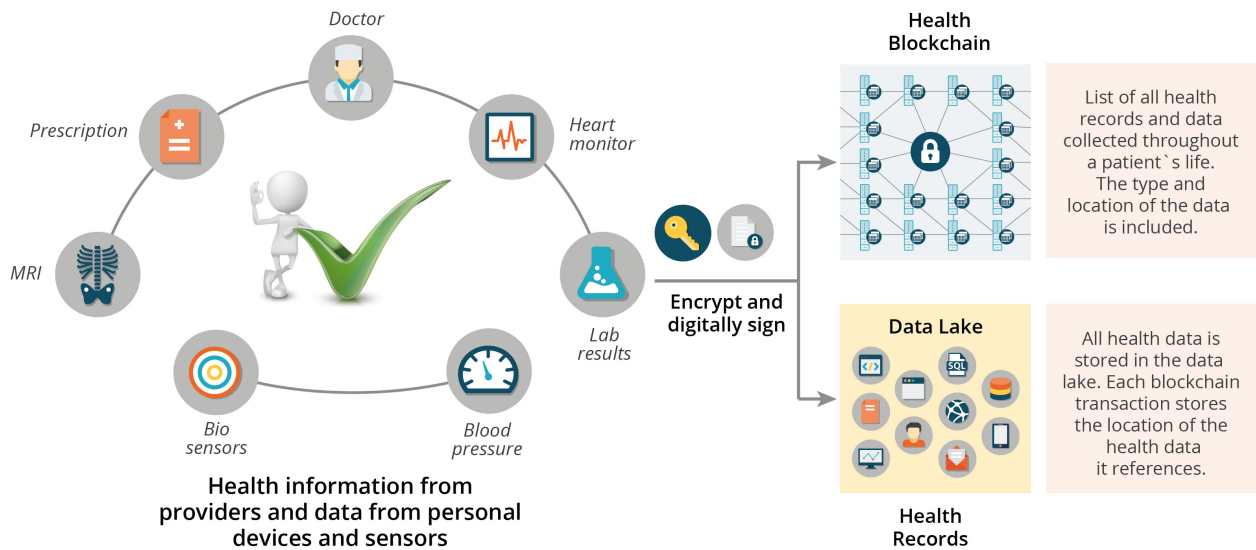 Doctor
Prescription
Heart
monitor
MRI
Lab
results
Bio
sensors
Blood
pressure
Health information from
providers and data from personal
devices and sensors
Encrypt and
digitally sign
Health
Blockchain
List of all health
records and data
collected throughout
a patient`s life.
The type and
location of the data
is included.
Data Lake
SQL
Health
Records
All health data is
stored in the data
lake. Each blockchain
transaction stores
the location of the
health data
it references.